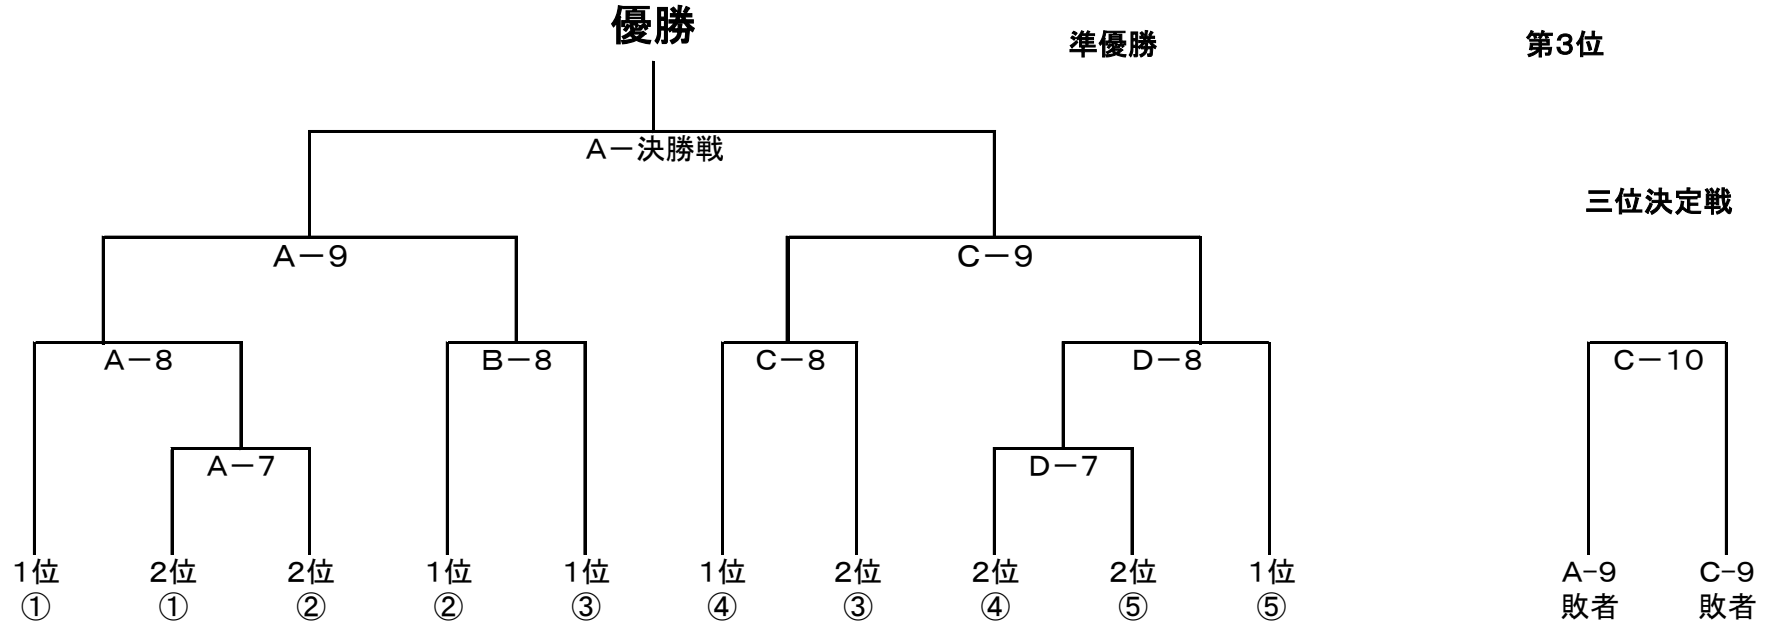 優勝
準優勝
第3位
A－決勝戦
三位決定戦
A－9
C－9
A－8
B－8
C－8
D－8
C－10
A－7
D－7
1位 2位 2位 1位 1位 1位 2位 2位 2位 1位 A-9 C-9
① ① ② ② ③ ④ ③ ④ ⑤ ⑤ 敗者 敗者